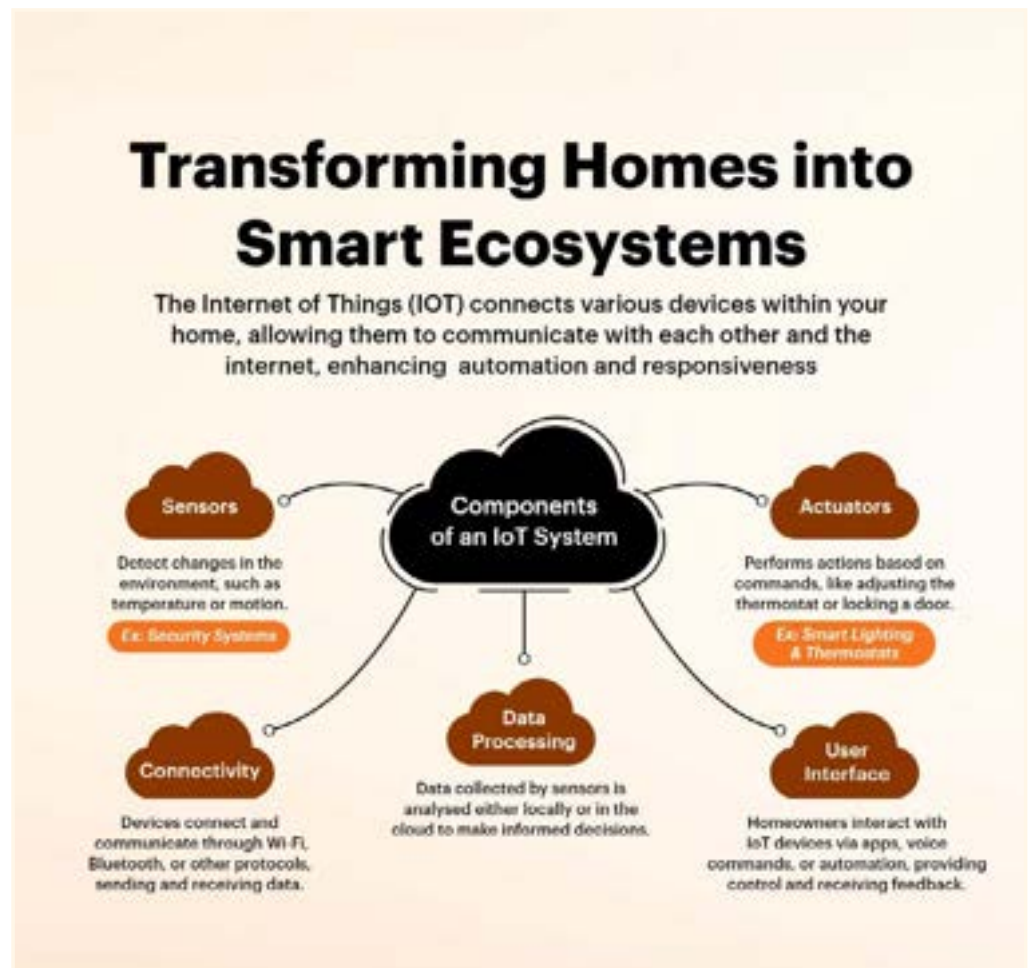 Transforming Homes into
Smart Ecosystems
The Internet of Things (IOT) connects various devices within your
home, allowing them to communicate with each other and the
internet, enhancing automation and responsiveness
Components
of an IoT System
Sensors
Detect changes in the
environment, such as
temperature or motion.
Ex: Security Systems
Actuators
Performs actions based on
commands, like adjusting the
thermostat or locking a door.
Ex: Smart Lighting
& Thermostats
Connectivity
Devices connect and
communicate through Wi-Fi,
Bluetooth, or other protocols,
sending and receiving data.
Data
Processing
Data collected by sensors is
analysed either locally or in the
cloud to make informed decisions.
User
Interface
Homeowners interact with
IoT devices via apps, voice
commands, or automation, providing
control and receiving feedback.